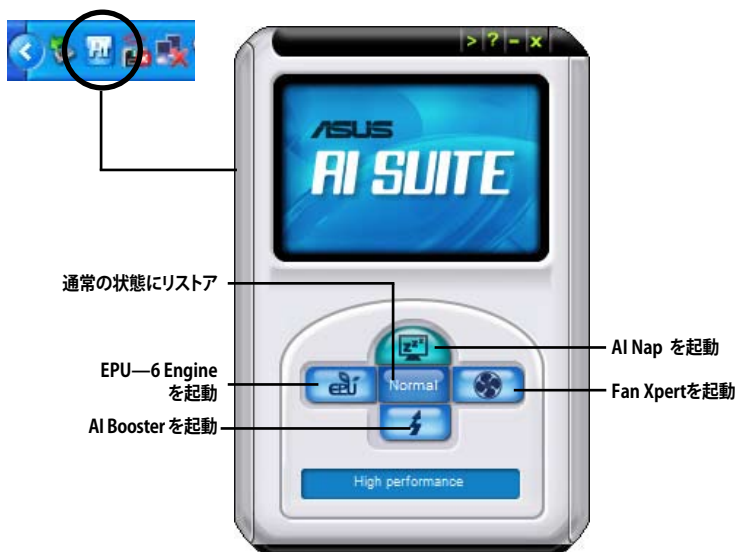 > ? - x
ASUS
AI SUITE
通常の状態にリストア
AI Nap を起動
EPU—6 Engine
を起動
EPU
Normal
Fan Xpertを起動
AI Booster を起動
High performance